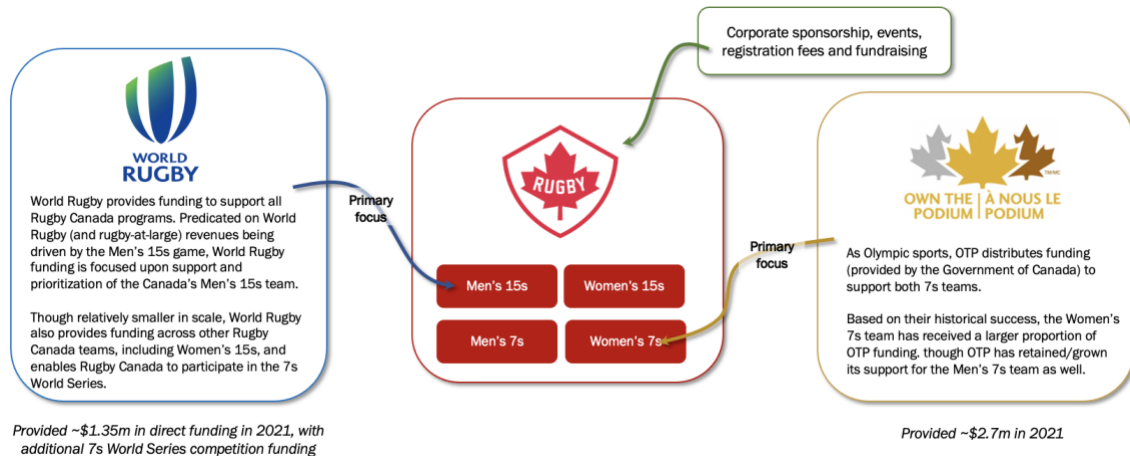 Corporate sponsorship, events,
registration fees and fundraising
WORLD
RUGBY
World Rugby provides funding to support all
Rugby Canada programs. Predicated on World
Rugby (and rugby-at-large) revenues being
driven by the Men's 15s game, World Rugby
funding is focused upon support and
prioritization of the Canada's Men's 15s team.
Though relatively smaller in scale, World Rugby
also provides funding across other Rugby
Canada teams, including Women's 15s, and
enables Rugby Canada to participate in the 7s
World Series.
Provided ~$1.35m in direct funding in 2021, with
additional 7s World Series competition funding
Primary
focus
RUGBY
Men's 15s
Women's 15s
Men's 7s
Women's 7s
Primary
focus
OWN THE | À NOUS LE
PODIUM | PODIUM
As Olympic sports, OTP distributes funding
(provided by the Government of Canada) to
support both 7s teams.
Based on their historical success, the Women's
7s team has received a larger proportion of
OTP funding. though OTP has retained/grown
its support for the Men's 7s team as well.
Provided ~$2.7m in 2021